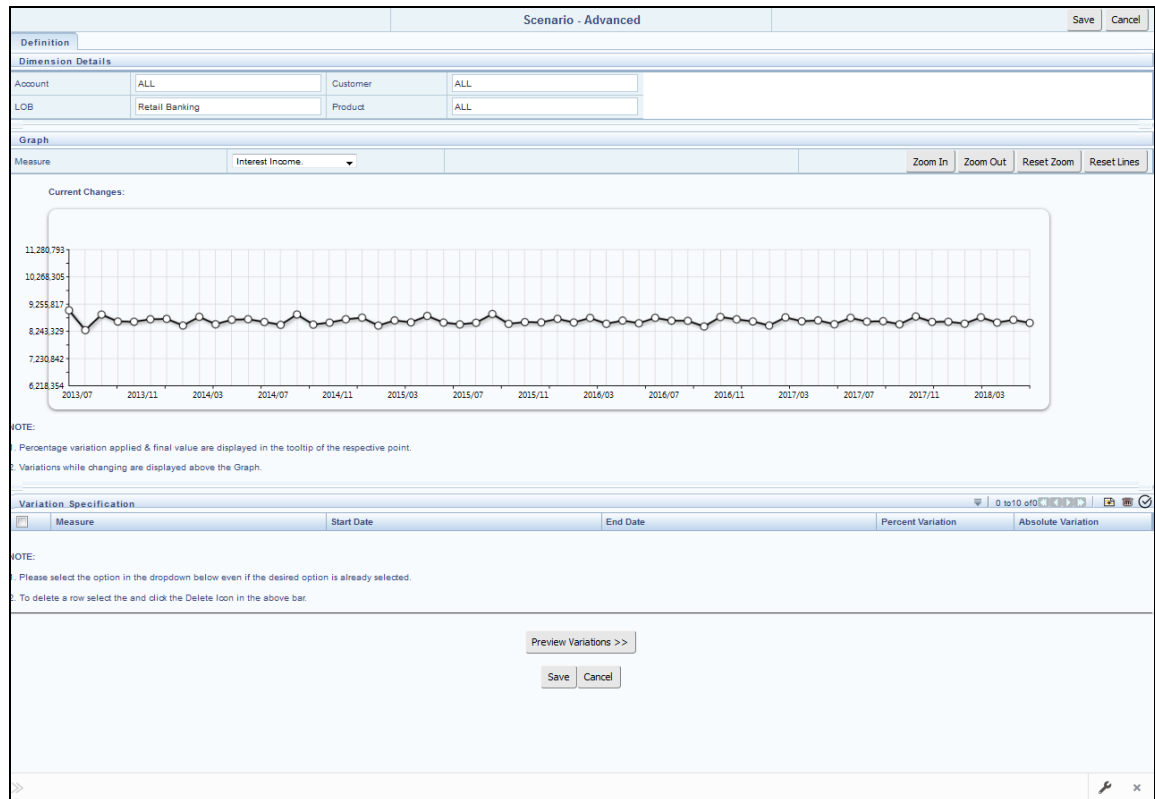 Scenario - Advanced Save Cancel
Definition
Dimension Details
Account ALL Customer ALL
LOB Retail Banking Product ALL
Graph
Measure Interest Income. Zoom In Zoom Out Reset Zoom Reset Lines
Current Changes:
11,280,793
10,268,305
9,255,817
8,243,329
7,230,842
6,218,354
2013/07 2013/11 2014/03 2014/07 2014/11 2015/03 2015/07 2015/11 2016/03 2016/07 2016/11 2017/03 2017/07 2017/11 2018/03
NOTE:
1. Percentage variation applied & final value are displayed in the tooltip of the respective point.
2. Variations while changing are displayed above the Graph.
Variation Specification 0 to10 of0
Measure Start Date End Date Percent Variation Absolute Variation
NOTE:
1. Please select the option in the dropdown below even if the desired option is already selected.
2. To delete a row select the and click the Delete Icon in the above bar.
Preview Variations >>
Save Cancel